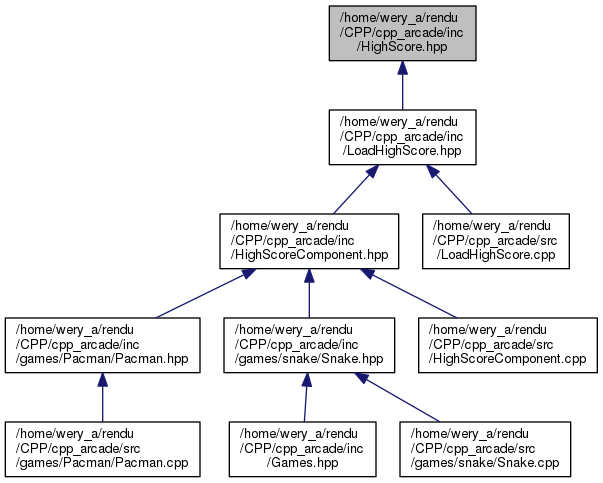 /home/wery_a/rendu
/CPP/cpp_arcade/inc
/HighScore.hpp
/home/wery_a/rendu
/CPP/cpp_arcade/inc
/LoadHighScore.hpp
/home/wery_a/rendu
/CPP/cpp_arcade/inc
/HighScoreComponent.hpp
/home/wery_a/rendu
/CPP/cpp_arcade/src
/LoadHighScore.cpp
/home/wery_a/rendu
/CPP/cpp_arcade/inc
/games/Pacman/Pacman.hpp
/home/wery_a/rendu
/CPP/cpp_arcade/inc
/games/snake/Snake.hpp
/home/wery_a/rendu
/CPP/cpp_arcade/src
/HighScoreComponent.cpp
/home/wery_a/rendu
/CPP/cpp_arcade/src
/games/Pacman/Pacman.cpp
/home/wery_a/rendu
/CPP/cpp_arcade/inc
/Games.hpp
/home/wery_a/rendu
/CPP/cpp_arcade/src
/games/snake/Snake.cpp